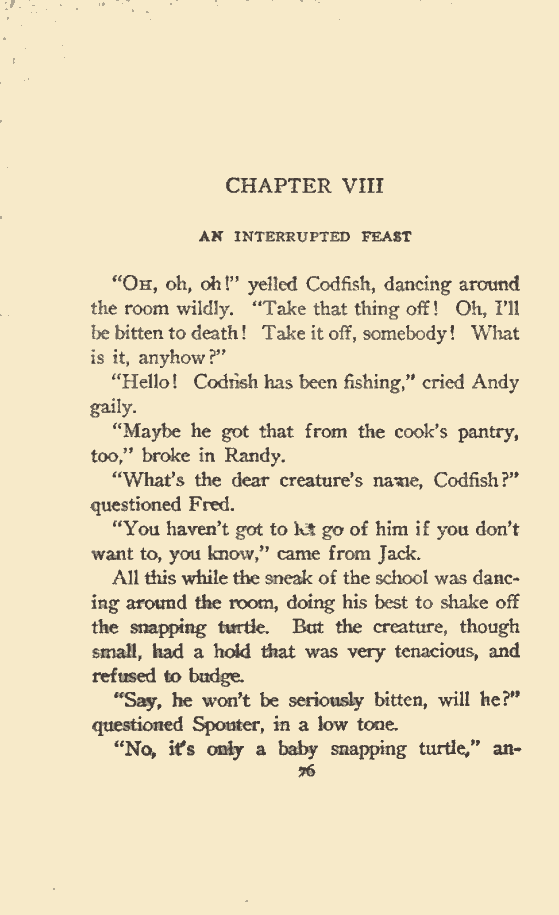 CHAPTER VIII
AN INTERRUPTED FEAST
"OH, oh, oh!" yelled Codfish, dancing around
the room wildly. "Take that thing off! Oh, I'll
be bitten to death! Take it off, somebody! What
is it, anyhow?"
"Hello! Codfish has been fishing," cried Andy
gaily.
"Maybe he got that from the cook's pantry,
too," broke in Randy.
"What's the dear creature's name, Codfish?"
questioned Fred.
"You haven't got to let go of him if you don't
want to, you know," came from Jack.
All this while the sneak of the school was danc-
ing around the room, doing his best to shake off
the snapping turtle. But the creature, though
small, had a hold that was very tenacious, and
refused to budge.
"Say, he won't be seriously bitten, will he?"
questioned Spouter, in a low tone.
"No, it's only a baby snapping turtle," an-
76